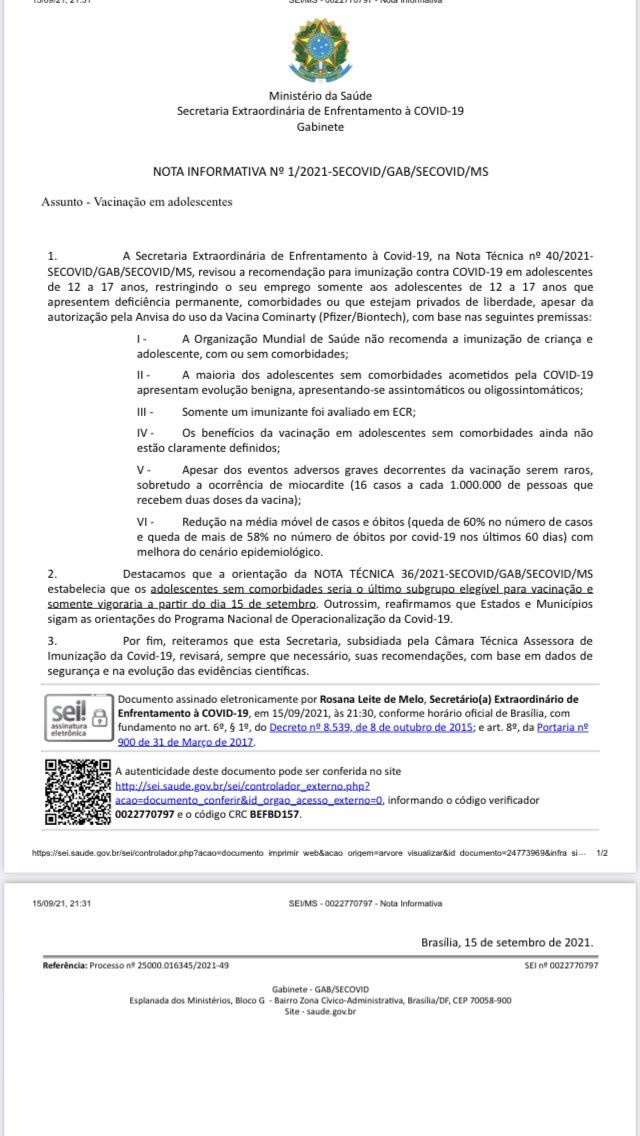 15/09/21, 21:31 SEI/MS - 0022770797 - Nota Informativa
Ministério da Saúde
Secretaria Extraordinária de Enfrentamento à COVID-19
Gabinete
NOTA INFORMATIVA Nº 1/2021-SECOVID/GAB/SECOVID/MS
Assunto - Vacinação em adolescentes
1. A Secretaria Extraordinária de Enfrentamento à Covid-19, na Nota Técnica nº 40/2021-
SECOVID/GAB/SECOVID/MS, revisou a recomendação para imunização contra COVID-19 em adolescentes
de 12 a 17 anos, restringindo o seu emprego somente aos adolescentes de 12 a 17 anos que
apresentem deficiência permanente, comorbidades ou que estejam privados de liberdade, apesar da
autorização pela Anvisa do uso da Vacina Cominarty (Pfizer/Biontech), com base nas seguintes premissas:
I - A Organização Mundial de Saúde não recomenda a imunização de criança e
adolescente, com ou sem comorbidades;
II - A maioria dos adolescentes sem comorbidades acometidos pela COVID-19
apresentam evolução benigna, apresentando-se assintomáticos ou oligossintomáticos;
III - Somente um imunizante foi avaliado em ECR;
IV - Os benefícios da vacinação em adolescentes sem comorbidades ainda não
estão claramente definidos;
V - Apesar dos eventos adversos graves decorrentes da vacinação serem raros,
sobretudo a ocorrência de miocardite (16 casos a cada 1.000.000 de pessoas que
recebem duas doses da vacina);
VI - Redução na média móvel de casos e óbitos (queda de 60% no número de casos
e queda de mais de 58% no número de óbitos por covid-19 nos últimos 60 dias) com
melhora do cenário epidemiológico.
2. Destacamos que a orientação da NOTA TÉCNICA 36/2021-SECOVID/GAB/SECOVID/MS
estabelecia que os adolescentes sem comorbidades seria o último subgrupo elegível para vacinação e
somente vigoraria a partir do dia 15 de setembro. Outrossim, reafirmamos que Estados e Municípios
sigam as orientações do Programa Nacional de Operacionalização da Covid-19.
3. Por fim, reiteramos que esta Secretaria, subsidiada pela Câmara Técnica Assessora de
Imunização da Covid-19, revisará, sempre que necessário, suas recomendações, com base em dados de
segurança e na evolução das evidências científicas.
sei!
assinatura
eletrônica
Documento assinado eletronicamente por Rosana Leite de Melo, Secretário(a) Extraordinário de
Enfrentamento à COVID-19, em 15/09/2021, às 21:30, conforme horário oficial de Brasília, com
fundamento no art. 6º, § 1º, do Decreto nº 8.539, de 8 de outubro de 2015; e art. 8º, da Portaria nº
900 de 31 de Março de 2017.
A autenticidade deste documento pode ser conferida no site
http://sei.saude.gov.br/sei/controlador_externo.php?
acao=documento_conferir&id_orgao_acesso_externo=0, informando o código verificador
0022770797 e o código CRC BEFBD157.
https://sei.saude.gov.br/sei/controlador.php?acao=documento_imprimir_web&acao_origem=arvore_visualizar&id_documento=24773969&infra_si... 1/2
15/09/21, 21:31 SEI/MS - 0022770797 - Nota Informativa
Brasília, 15 de setembro de 2021.
Referência: Processo nº 25000.016345/2021-49 SEI nº 0022770797
Gabinete - GAB/SECOVID
Esplanada dos Ministérios, Bloco G - Bairro Zona Cívico-Administrativa, Brasília/DF, CEP 70058-900
Site - saude.gov.br